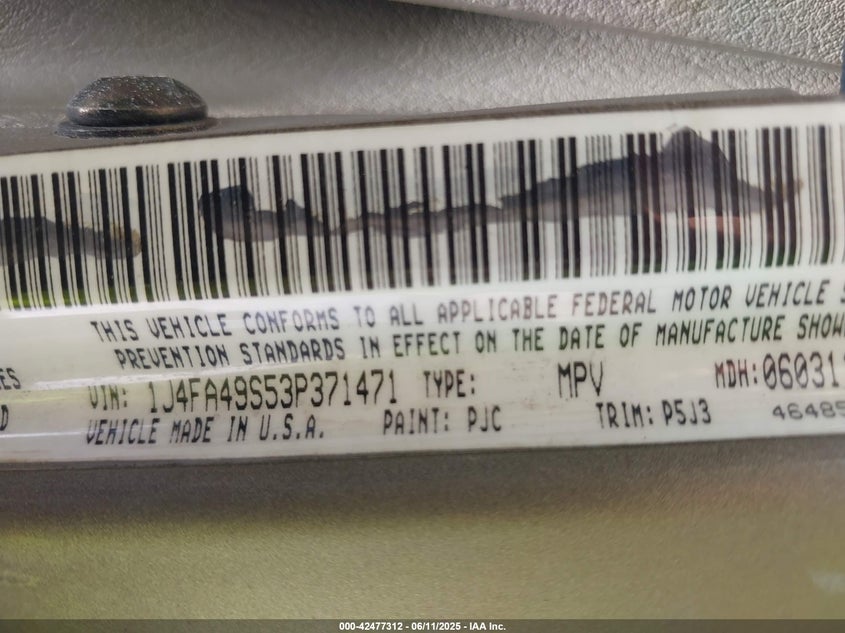 THIS VEHICLE CONFORMS TO ALL APPLICABLE FEDERAL MOTOR VEHICLE S
PREVENTION STANDARDS IN EFFECT ON THE DATE OF MANUFACTURE SHOW
ES
VIN: 1J4FA49S53P371471 TYPE: MPV MDH:06031
D
VEHICLE MADE IN U.S.A. PAINT: PJC TRIM: P5J3 46485
000-42477312 - 06/11/2025 - IAA Inc.